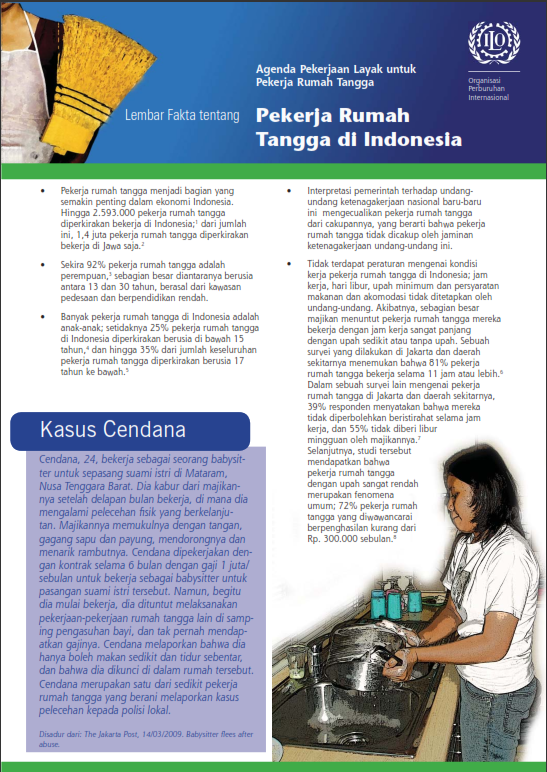 Agenda Pekerjaan Layak untuk
Pekerja Rumah Tangga
ILO
Organisasi
Perburuhan
Internasional
Lembar Fakta tentang
Pekerja Rumah
Tangga di Indonesia
• Pekerja rumah tangga menjadi bagian yang
semakin penting dalam ekonomi Indonesia.
Hingga 2.593.000 pekerja rumah tangga
diperkirakan bekerja di Indonesia;¹ dari jumlah
ini, 1,4 juta pekerja rumah tangga diperkirakan
bekerja di Jawa saja.²
• Sekira 92% pekerja rumah tangga adalah
perempuan,³ sebagian besar diantaranya berusia
antara 13 dan 30 tahun, berasal dari kawasan
pedesaan dan berpendidikan rendah.
• Banyak pekerja rumah tangga di Indonesia adalah
anak-anak; setidaknya 25% pekerja rumah tangga
di Indonesia diperkirakan berusia di bawah 15
tahun,⁴ dan hingga 35% dari jumlah keseluruhan
pekerja rumah tangga diperkirakan berusia 17
tahun ke bawah.⁵
Kasus Cendana
Cendana, 24, bekerja sebagai seorang babysit-
ter untuk sepasang suami istri di Mataram,
Nusa Tenggara Barat. Dia kabur dari majikan-
nya setelah delapan bulan bekerja, di mana dia
mengalami pelecehan fisik yang berkelanju-
tan. Majikannya memukulnya dengan tangan,
gagang sapu dan payung, mendorongnya dan
menarik rambutnya. Cendana dipekerjakan den-
gan kontrak selama 6 bulan dengan gaji 1 juta/
sebulan untuk bekerja sebagai babysitter untuk
pasangan suami istri tersebut. Namun, begitu
dia mulai bekerja, dia dituntut melaksanakan
pekerjaan-pekerjaan rumah tangga lain di samp-
ing pengasuhan bayi, dan tak pernah mendap-
atkan gajinya. Cendana melaporkan bahwa dia
hanya boleh makan sedikit dan tidur sebentar,
dan bahwa dia dikunci di dalam rumah tersebut.
Cendana merupakan satu dari sedikit pekerja
rumah tangga yang berani melaporkan kasus
pelecehan kepada polisi lokal.
Disadur dari: The Jakarta Post, 14/03/2009. Babysitter flees after
abuse.
• Interpretasi pemerintah terhadap undang-
undang ketenagakerjaan nasional baru-baru
ini mengecualikan pekerja rumah tangga
dari cakupannya, yang berarti bahwa pekerja
rumah tangga tidak dicakup oleh jaminan
ketenagakerjaan undang-undang ini.
• Tidak terdapat peraturan mengenai kondisi
kerja pekerja rumah tangga di Indonesia; jam
kerja, hari libur, upah minimum dan persyaratan
makanan dan akomodasi tidak ditetapkan oleh
undang-undang. Akibatnya, sebagian besar
majikan menuntut pekerja rumah tangga mereka
bekerja dengan jam kerja sangat panjang
dengan upah sedikit atau tanpa upah. Sebuah
survei yang dilakukan di Jakarta dan daerah
sekitarnya menemukan bahwa 81% pekerja
rumah tangga bekerja selama 11 jam atau lebih.⁶
Dalam sebuah survei lain mengenai pekerja
rumah tangga di Jakarta dan daerah sekitarnya,
39% responden menyatakan bahwa mereka
tidak diperbolehkan beristirahat selama jam
kerja, dan 55% tidak diberi libur
mingguan oleh majikannya.⁷
Selanjutnya, studi tersebut
mendapatkan bahwa
pekerja rumah tangga
dengan upah sangat rendah
merupakan fenomena
umum; 72% pekerja rumah
tangga yang diwawancarai
berpenghasilan kurang dari
Rp. 300.000 sebulan.⁸